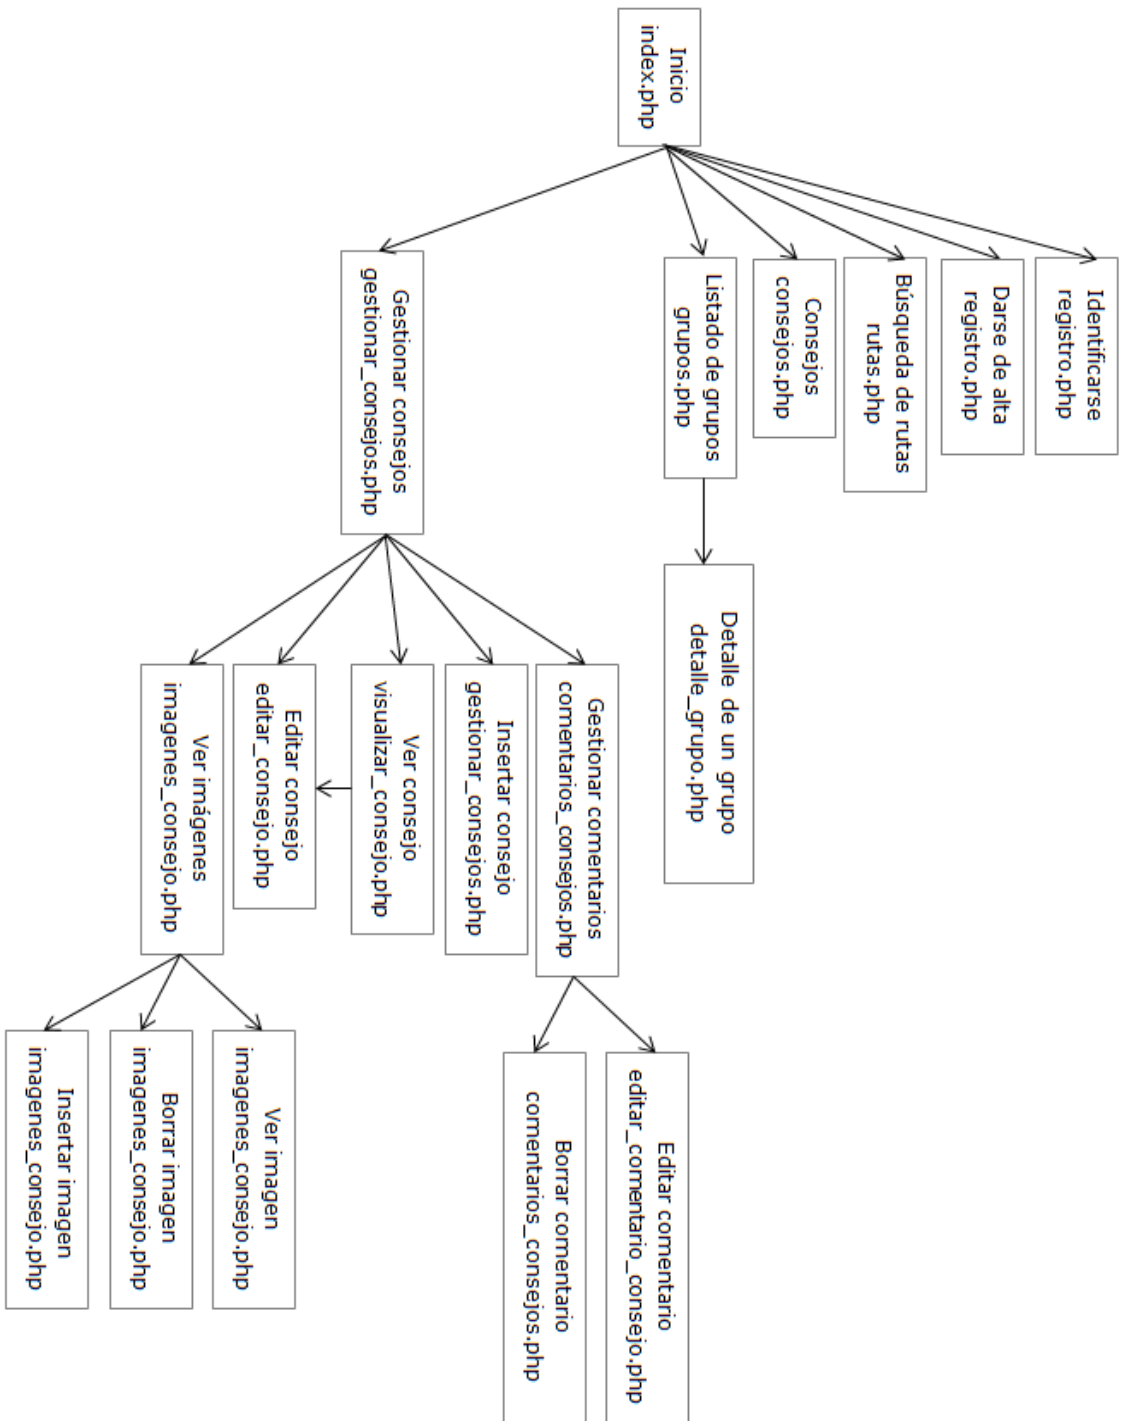 Inicio
index.php
Identificarse
registro.php
Darse de alta
registro.php
Búsqueda de rutas
rutas.php
Consejos
consejos.php
Listado de grupos
grupos.php
Gestionar consejos
gestionar_consejos.php
Detalle de un grupo
detalle_grupo.php
Gestionar comentarios
comentarios_consejos.php
Insertar consejo
gestionar_consejos.php
Ver consejo
visualizar_consejo.php
Editar consejo
editar_consejo.php
Ver imágenes
imagenes_consejo.php
Editar comentario
editar_comentario_consejo.php
Borrar comentario
comentarios_consejos.php
Ver imagen
imagenes_consejo.php
Borrar imagen
imagenes_consejo.php
Insertar imagen
imagenes_consejo.php